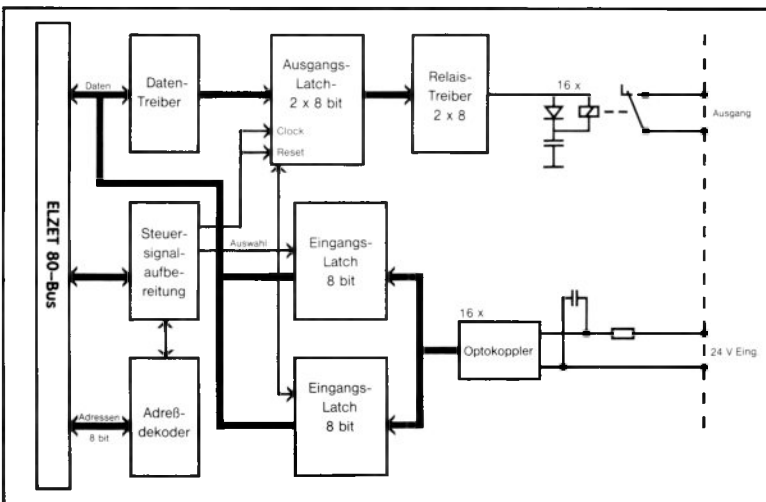 ELZET 80-Bus
Daten
Daten-
Treiber
Ausgangs-
Latch-
2 x 8 bit
Clock
Reset
Relais-
Treiber
2 x 8
16 x
Ausgang
Steuer-
signal-
aufbe-
reitung
Auswahl
Eingangs-
Latch
8 bit
16 x
Optokoppler
24 V Eing.
Adressen
8 bit
Adreß-
dekoder
Eingangs-
Latch
8 bit